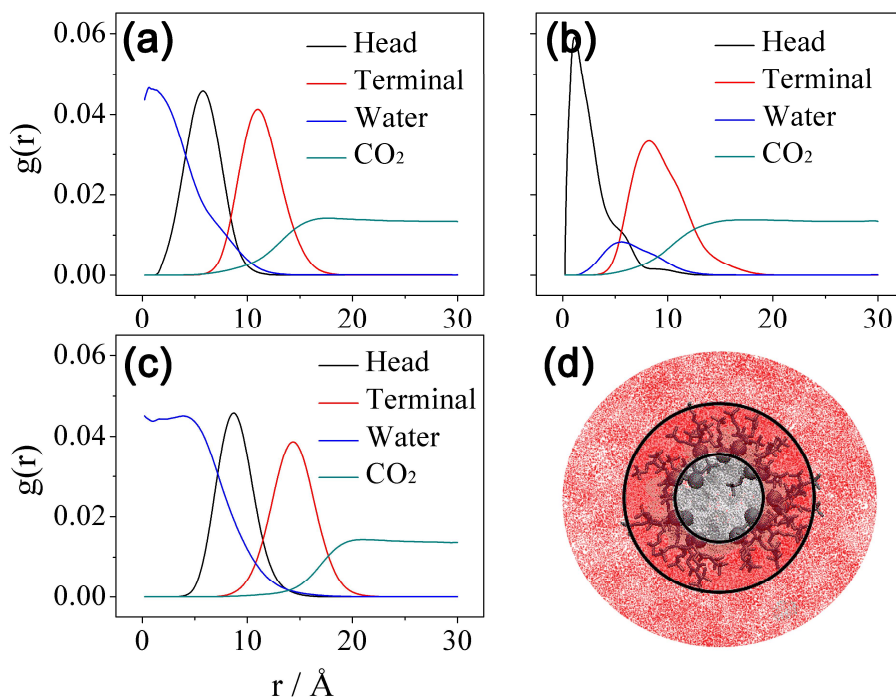 (a)
Head
Terminal
Water
CO₂
0.06
0.04
0.02
0.00
g(r)
0 10 20 30
(b)
Head
Terminal
Water
CO₂
0 10 20 30
(c)
Head
Terminal
Water
CO₂
0.06
0.04
0.02
0.00
g(r)
0 10 20 30
r / Å
(d)